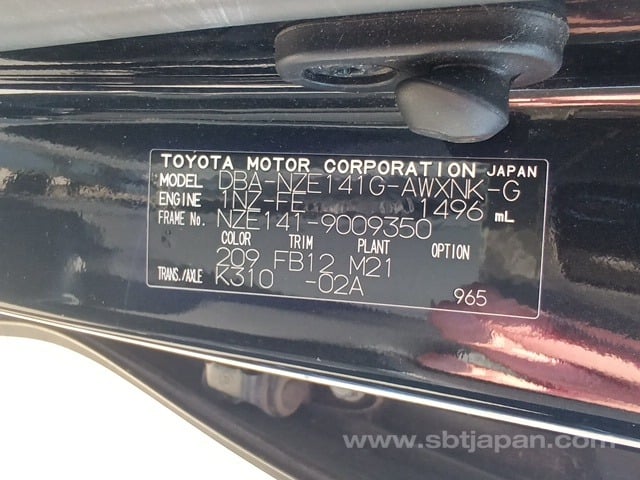 TOYOTA MOTOR CORPORATION JAPAN
MODEL DBA-NZE141G-AWXNK-G
ENGINE 1NZ-FE 1496 mL
FRAME No. NZE141-9009350
COLOR TRIM PLANT OPTION
209 FB12 M21
TRANS./AXLE K310 -02A
965
www.sbtjapan.com